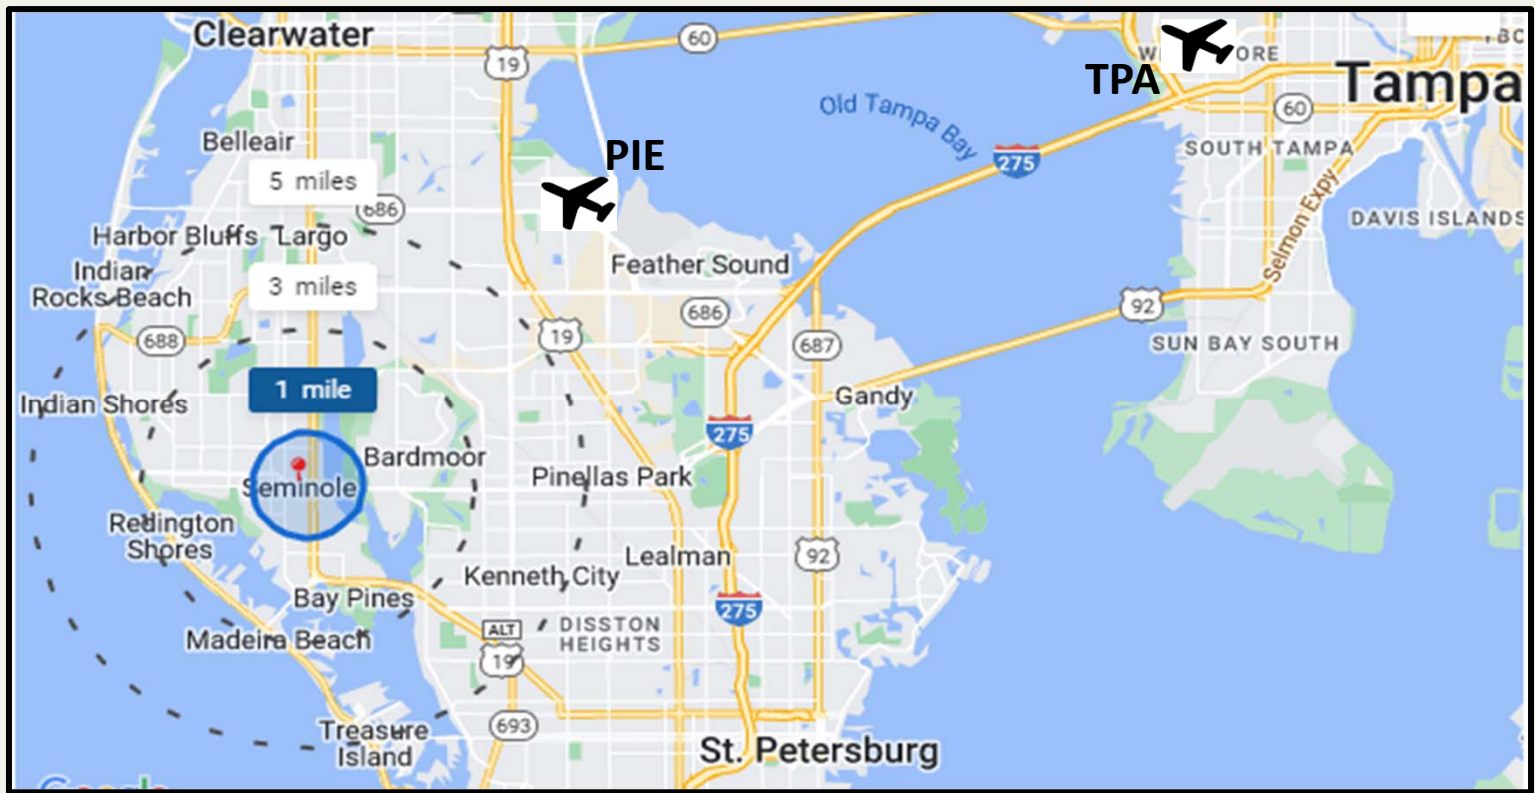 Clearwater
60
19
TPA
Tampa
60
Old Tampa Bay
Belleair
PIE
275
SOUTH TAMPA
5 miles
686
Selmon Expy
DAVIS ISLANDS
Harbor Bluffs
Largo
Indian
Rocks Beach
3 miles
Feather Sound
92
686
19
688
687
SUN BAY SOUTH
1 mile
Indian Shores
Gandy
275
Bardmoor
Seminole
Pinellas Park
Redington
Shores
Lealman
92
Kenneth City
Bay Pines
275
Madeira Beach
ALT
19
DISSTON
HEIGHTS
693
Treasure
Island
St. Petersburg